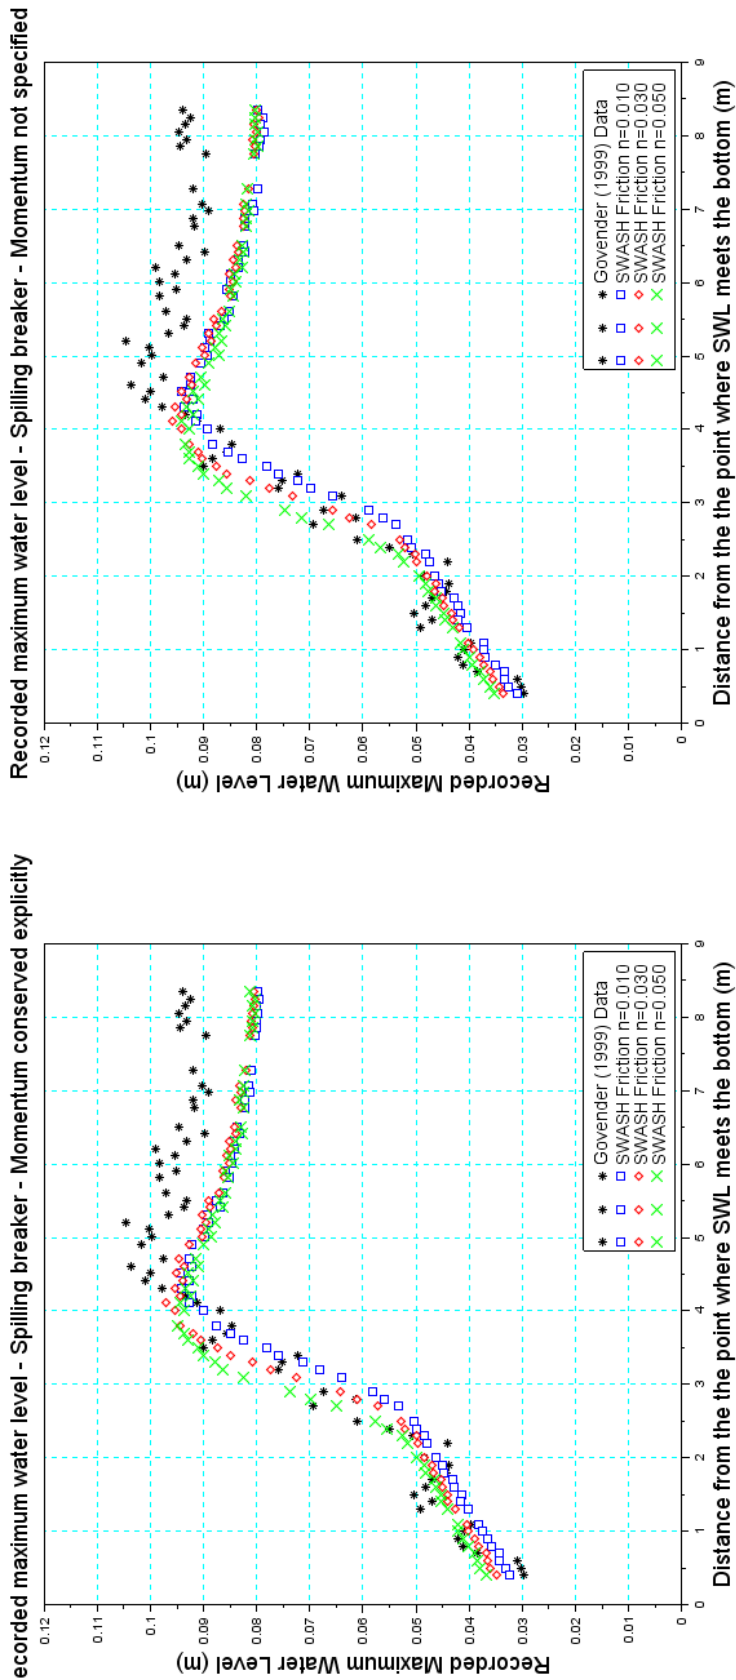 ecorded maximum water level - Spilling breaker - Momentum conserved explicitly
0.12
0.11
0.1
0.09
0.08
0.07
0.06
0.05
0.04
0.03
0.02
0.01
0
Recorded Maximum Water Level (m)
0 1 2 3 4 5 6 7 8 9
Distance from the the point where SWL meets the bottom (m)
Govender (1999) Data
SWASH Friction n=0.010
SWASH Friction n=0.030
SWASH Friction n=0.050
Recorded maximum water level - Spilling breaker - Momentum not specified
0.12
0.11
0.1
0.09
0.08
0.07
0.06
0.05
0.04
0.03
0.02
0.01
0
Recorded Maximum Water Level (m)
0 1 2 3 4 5 6 7 8 9
Distance from the the point where SWL meets the bottom (m)
Govender (1999) Data
SWASH Friction n=0.010
SWASH Friction n=0.030
SWASH Friction n=0.050